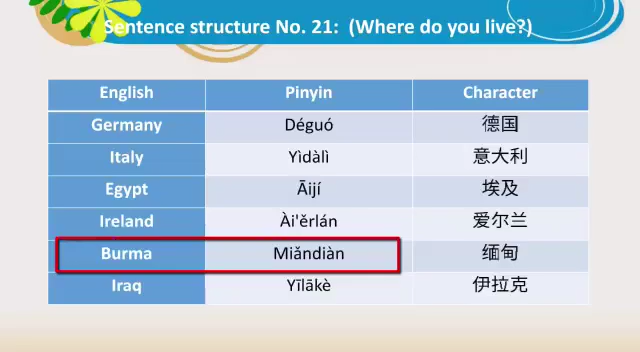 Sentence structure No. 21: (Where do you live?)
English Pinyin Character
Germany Déguó 德国
Italy Yìdàlì 意大利
Egypt Āijí 埃及
Ireland Ài'ěrlán 爱尔兰
Burma Miǎndiàn 缅甸
Iraq Yīlākè 伊拉克